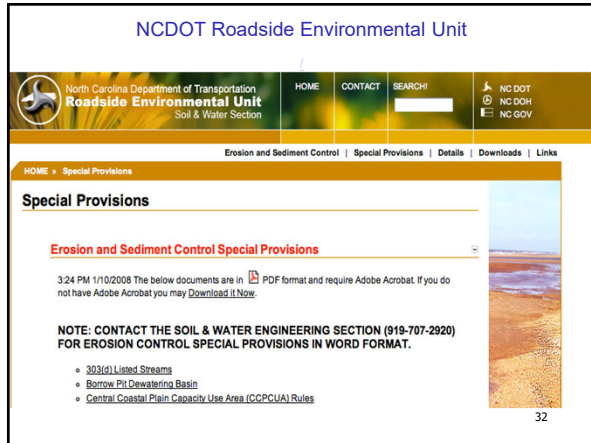 NCDOT Roadside Environmental Unit
/
North Carolina Department of Transportation
Roadside Environmental Unit
Soil & Water Section
HOME CONTACT SEARCH!
NC DOT
NC DOH
NC GOV
Erosion and Sediment Control | Special Provisions | Details | Downloads | Links
HOME » Special Provisions
Special Provisions
Erosion and Sediment Control Special Provisions
3:24 PM 1/10/2008 The below documents are in PDF format and require Adobe Acrobat. If you do
not have Adobe Acrobat you may Download it Now.
NOTE: CONTACT THE SOIL & WATER ENGINEERING SECTION (919-707-2920)
FOR EROSION CONTROL SPECIAL PROVISIONS IN WORD FORMAT.
303(d) Listed Streams
Borrow Pit Dewatering Basin
Central Coastal Plain Capacity Use Area (CCPCUA) Rules
32